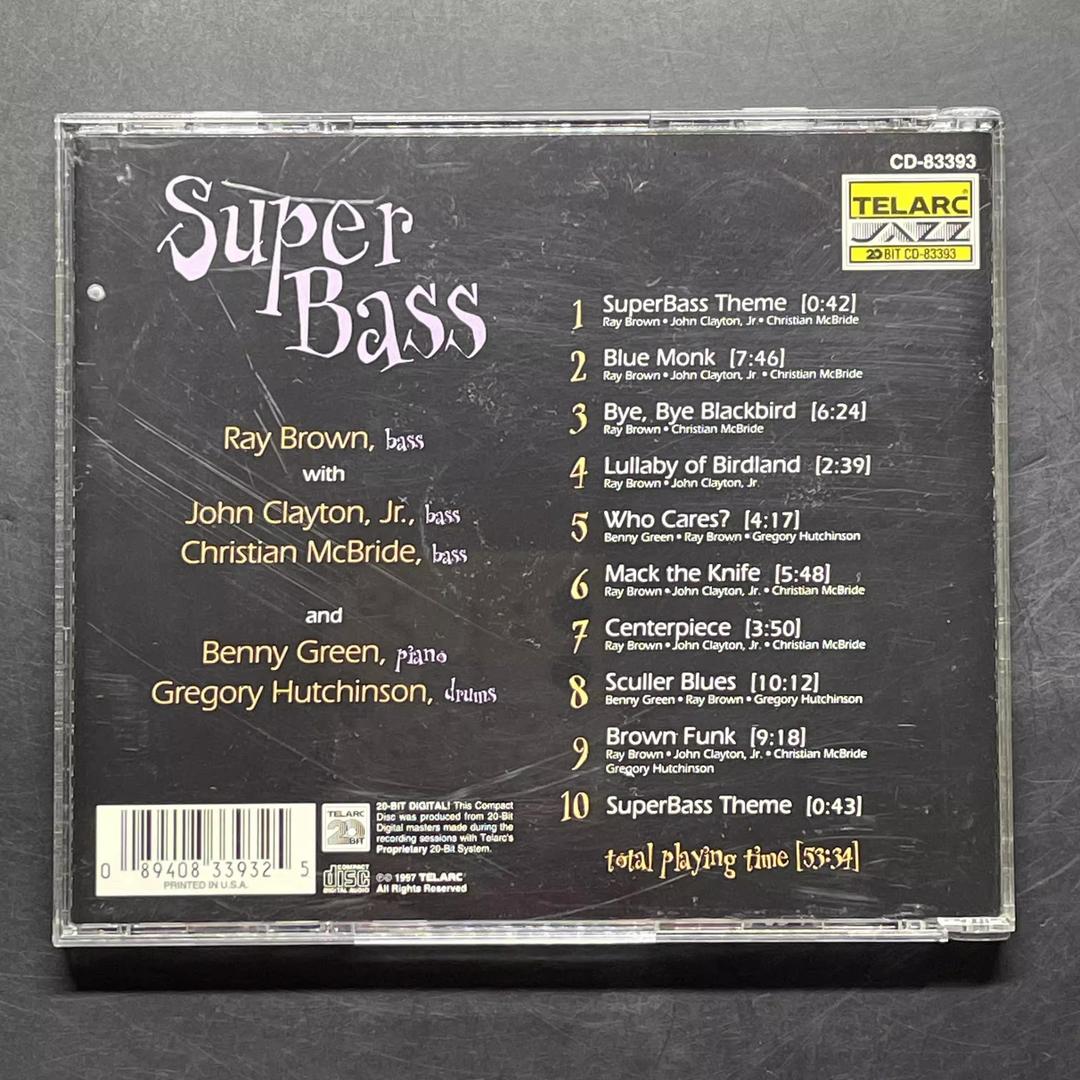 CD-83393
TELARC®
JAZZ
20 BIT CD-83393
Super
Bass
Ray Brown, bass
with
John Clayton, Jr., bass
Christian McBride, bass
and
Benny Green, piano
Gregory Hutchinson, drums
1 SuperBass Theme [0:42]
Ray Brown • John Clayton, Jr. • Christian McBride
2 Blue Monk [7:46]
Ray Brown • John Clayton, Jr. • Christian McBride
3 Bye, Bye Blackbird [6:24]
Ray Brown • Christian McBride
4 Lullaby of Birdland [2:39]
Ray Brown • John Clayton, Jr.
5 Who Cares? [4:17]
Benny Green • Ray Brown • Gregory Hutchinson
6 Mack the Knife [5:48]
Ray Brown • John Clayton, Jr. • Christian McBride
7 Centerpiece [3:50]
Ray Brown • John Clayton, Jr. • Christian McBride
8 Sculler Blues [10:12]
Benny Green • Ray Brown • Gregory Hutchinson
9 Brown Funk [9:18]
Ray Brown • John Clayton, Jr. • Christian McBride
Gregory Hutchinson
10 SuperBass Theme [0:43]
total playing time [53:34]
0 89408 33932 5
PRINTED IN U.S.A.
TELARC
20
BIT
20-BIT DIGITAL! This Compact
Disc was produced from 20-Bit
Digital masters made during the
recording sessions with Telarc's
Proprietary 20-Bit System.
COMPACT
disc
DIGITAL AUDIO
℗© 1997 TELARC®
All Rights Reserved